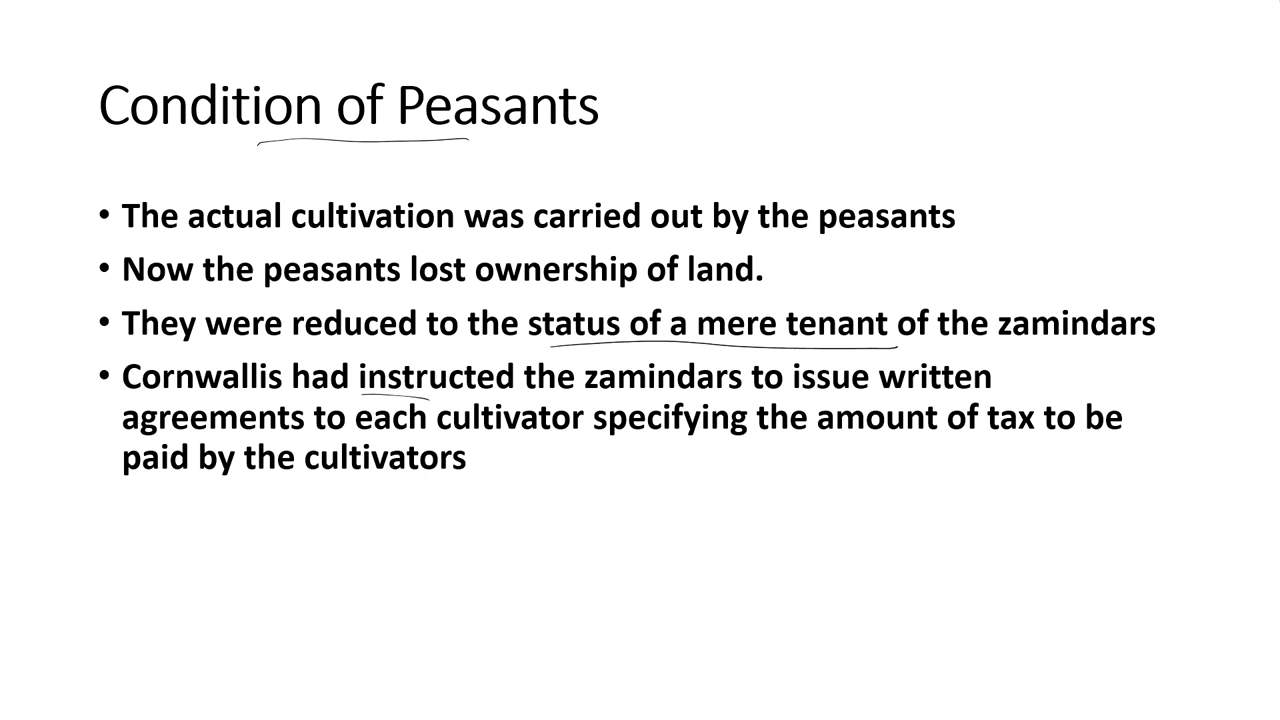 Condition of Peasants
• The actual cultivation was carried out by the peasants
• Now the peasants lost ownership of land.
• They were reduced to the status of a mere tenant of the zamindars
• Cornwallis had instructed the zamindars to issue written
agreements to each cultivator specifying the amount of tax to be
paid by the cultivators